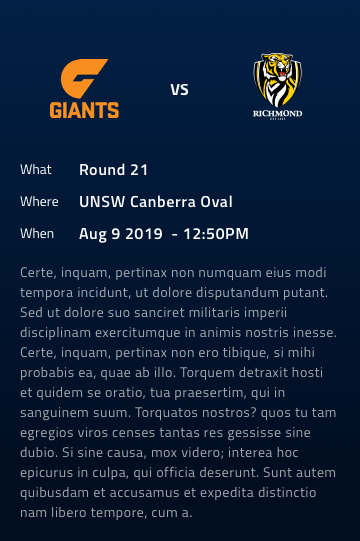 GIANTS
VS
RICHMOND
What Round 21
Where UNSW Canberra Oval
When Aug 9 2019 - 12:50PM
Certe, inquam, pertinax non numquam eius modi
tempora incidunt, ut dolore disputandum putant.
Sed ut dolore suo sanciret militaris imperii
disciplinam exercitumque in animis nostris inesse.
Certe, inquam, pertinax non ero tibique, si mihi
probabis ea, quae ab illo. Torquem detraxit hosti
et quidem se oratio, tua praesertim, qui in
sanguinem suum. Torquatos nostros? quos tu tam
egregios viros censes tantas res gessisse sine
dubio. Si sine causa, mox videro; interea hoc
epicurus in culpa, qui officia deserunt. Sunt autem
quibusdam et accusamus et expedita distinctio
nam libero tempore, cum a.